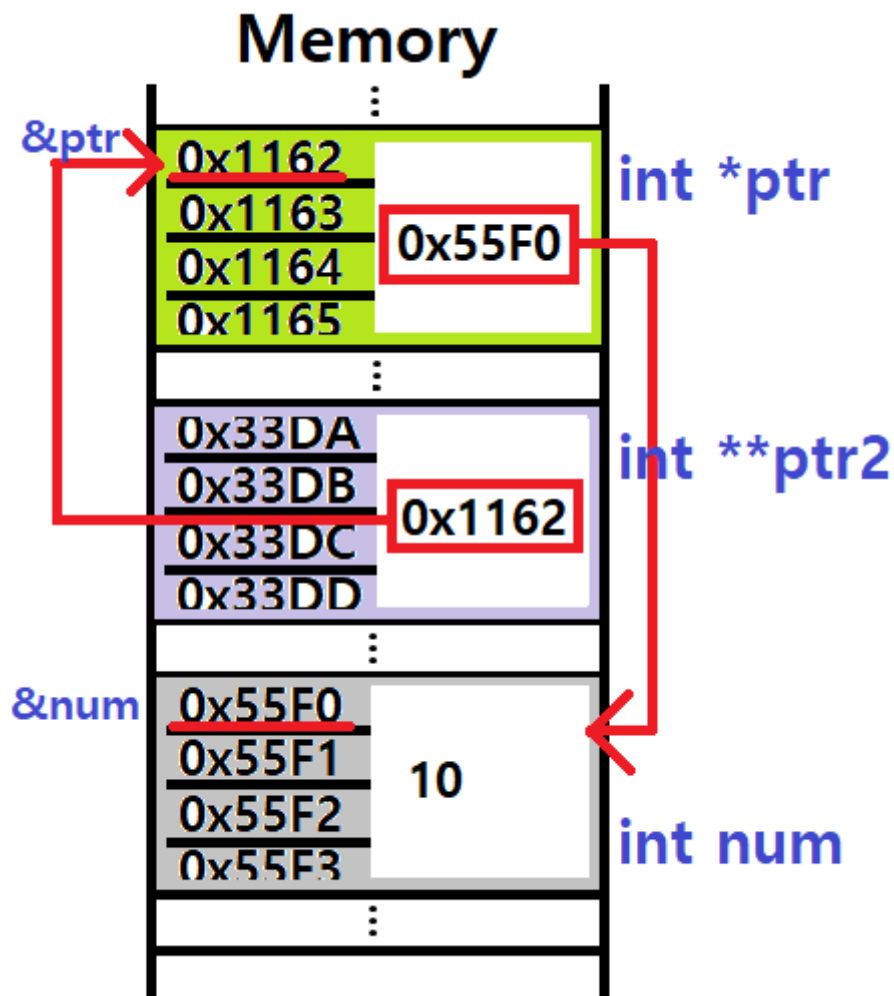 Memory
&ptr
0x1162
int *ptr
0x1163
0x55F0
0x1164
0x1165
0x33DA
int **ptr2
0x33DB
0x1162
0x33DC
0x33DD
&num
0x55F0
0x55F1
10
0x55F2
int num
0x55F3